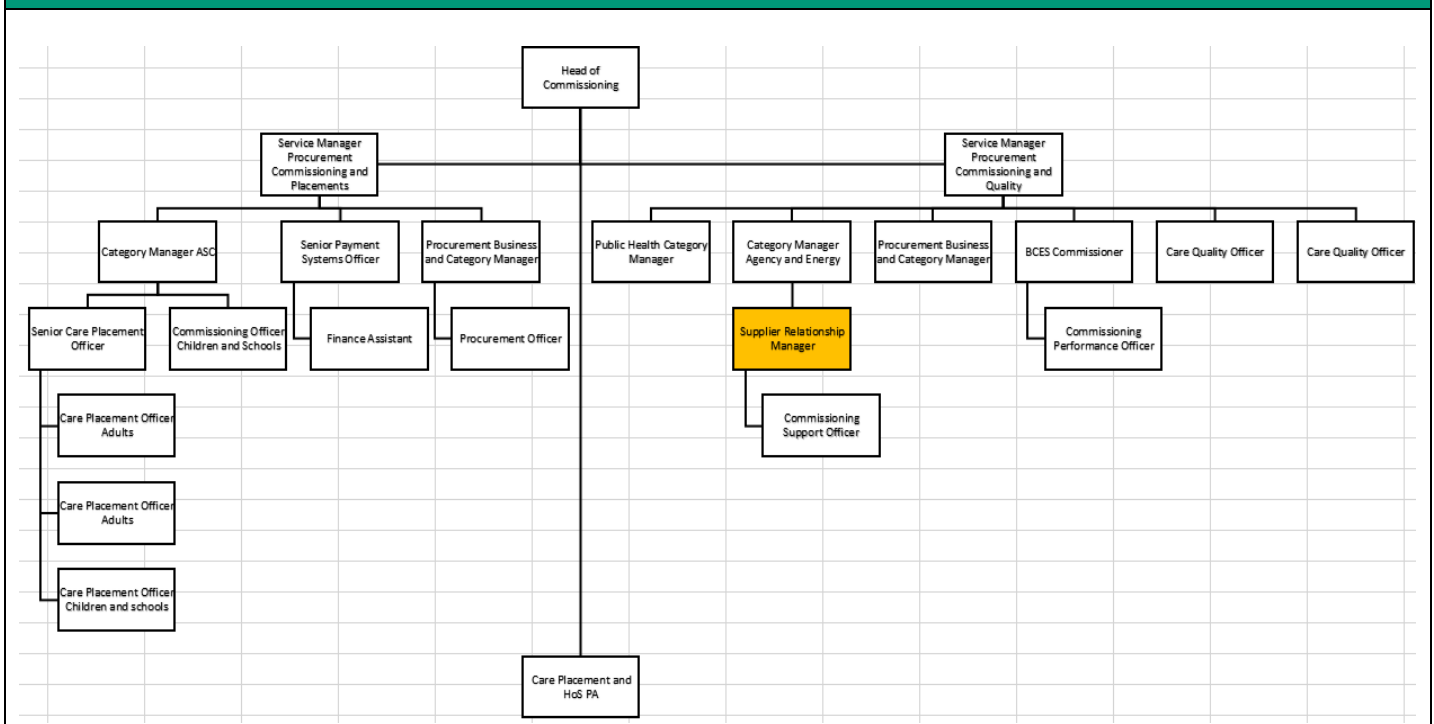 Head of
Commissioning
Service Manager
Procurement
Commissioning and
Placements
Service Manager
Procurement
Commissioning and
Quality
Category Manager ASC
Senior Payment
Systems Officer
Procurement Business
and Category Manager
Public Health Category
Manager
Category Manager
Agency and Energy
Procurement Business
and Category Manager
BCES Commissioner
Care Quality Officer
Care Quality Officer
Senior Care Placement
Officer
Commissioning Officer
Children and Schools
Finance Assistant
Procurement Officer
Supplier Relationship
Manager
Commissioning
Performance Officer
Care Placement Officer
Adults
Commissioning
Support Officer
Care Placement Officer
Adults
Care Placement Officer
Children and schools
Care Placement and
HoS PA